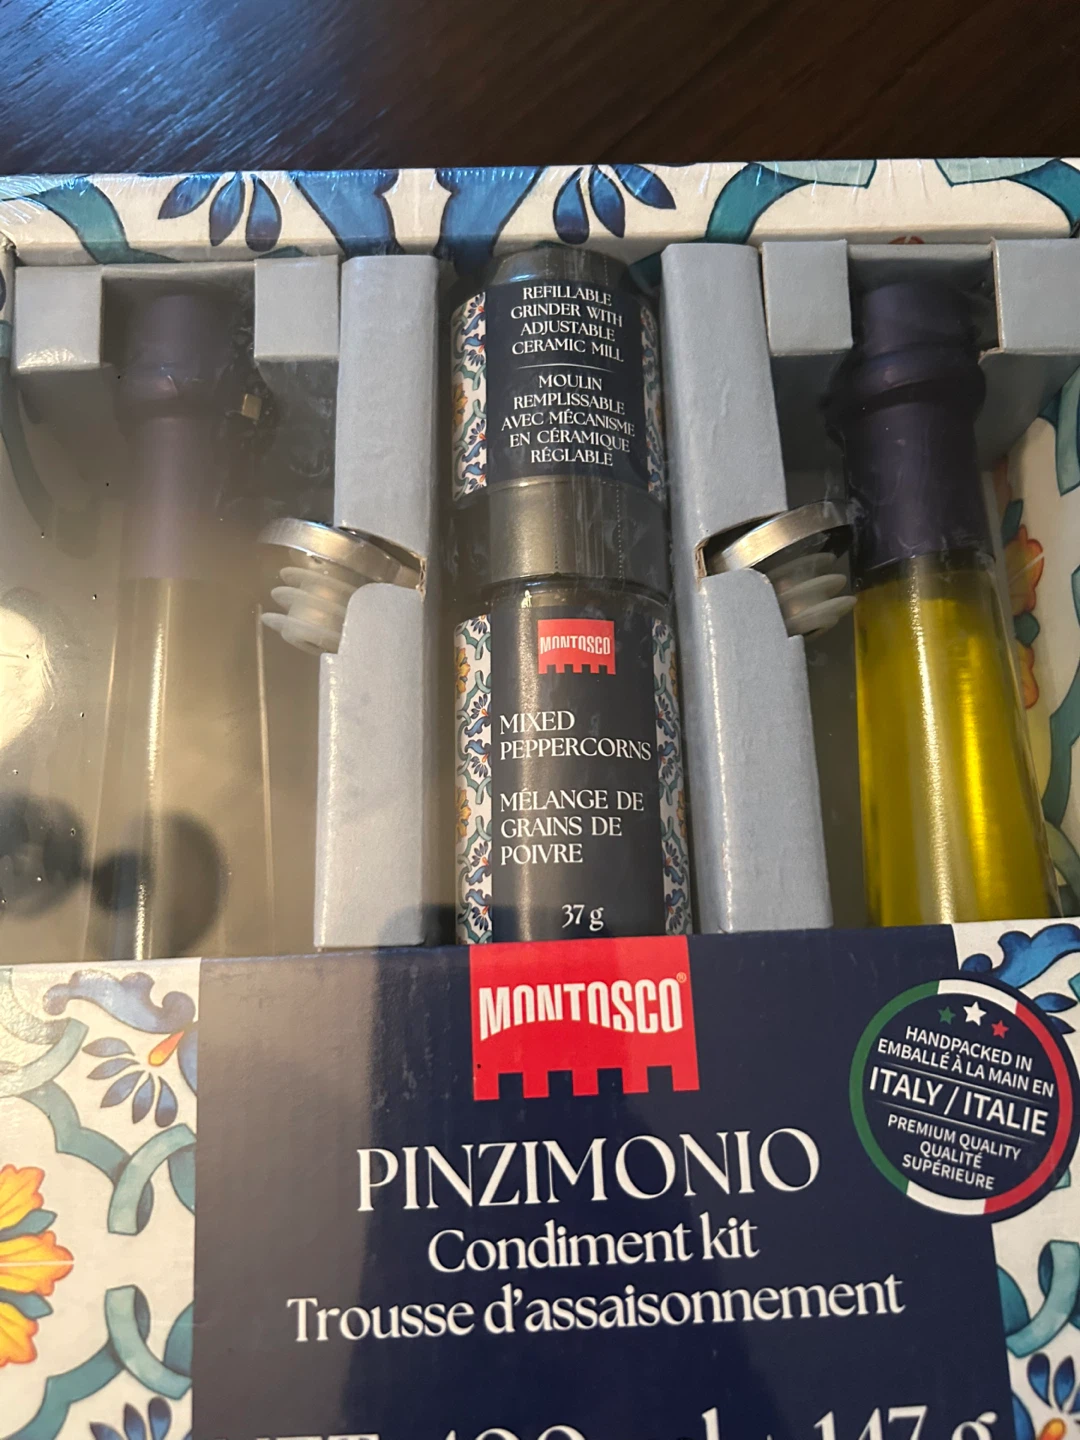 REFILLABLE
GRINDER WITH
ADJUSTABLE
CERAMIC MILL
MOULIN
REMPLISSABLE
AVEC MÉCANISME
EN CÉRAMIQUE
RÉGLABLE
MONTOSCO
MIXED
PEPPERCORNS
MÉLANGE DE
GRAINS DE
POIVRE
37 g
MONTOSCO®
HANDPACKED IN
EMBALLÉ À LA MAIN EN
ITALY / ITALIE
PREMIUM QUALITY
QUALITÉ
SUPÉRIEURE
PINZIMONIO
Condiment kit
Trousse d'assaisonnement
147 g